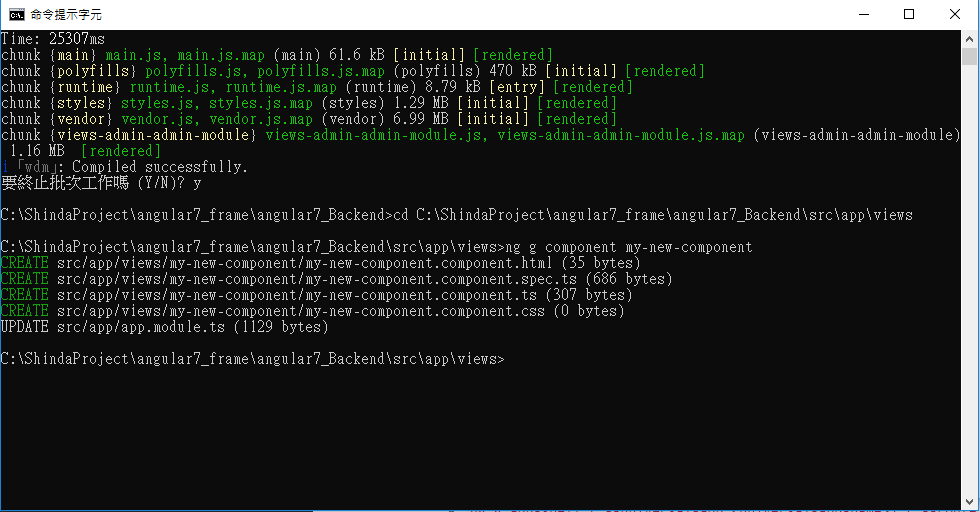 命令提示字元
Time: 25307ms
chunk {main} main.js, main.js.map (main) 61.6 kB [initial] [rendered]
chunk {polyfills} polyfills.js, polyfills.js.map (polyfills) 470 kB [initial] [rendered]
chunk {runtime} runtime.js, runtime.js.map (runtime) 8.79 kB [entry] [rendered]
chunk {styles} styles.js, styles.js.map (styles) 1.29 MB [initial] [rendered]
chunk {vendor} vendor.js, vendor.js.map (vendor) 6.99 MB [initial] [rendered]
chunk {views-admin-admin-module} views-admin-admin-module.js, views-admin-admin-module.js.map (views-admin-admin-module)
1.16 MB  [rendered]
i ｢wdm｣: Compiled successfully.
要終止批次工作嗎 (Y/N)? y
C:\ShindaProject\angular7_frame\angular7_Backend>cd C:\ShindaProject\angular7_frame\angular7_Backend\src\app\views
C:\ShindaProject\angular7_frame\angular7_Backend\src\app\views>ng g component my-new-component
CREATE src/app/views/my-new-component/my-new-component.component.html (35 bytes)
CREATE src/app/views/my-new-component/my-new-component.component.spec.ts (686 bytes)
CREATE src/app/views/my-new-component/my-new-component.component.ts (307 bytes)
CREATE src/app/views/my-new-component/my-new-component.component.css (0 bytes)
UPDATE src/app/app.module.ts (1129 bytes)
C:\ShindaProject\angular7_frame\angular7_Backend\src\app\views>